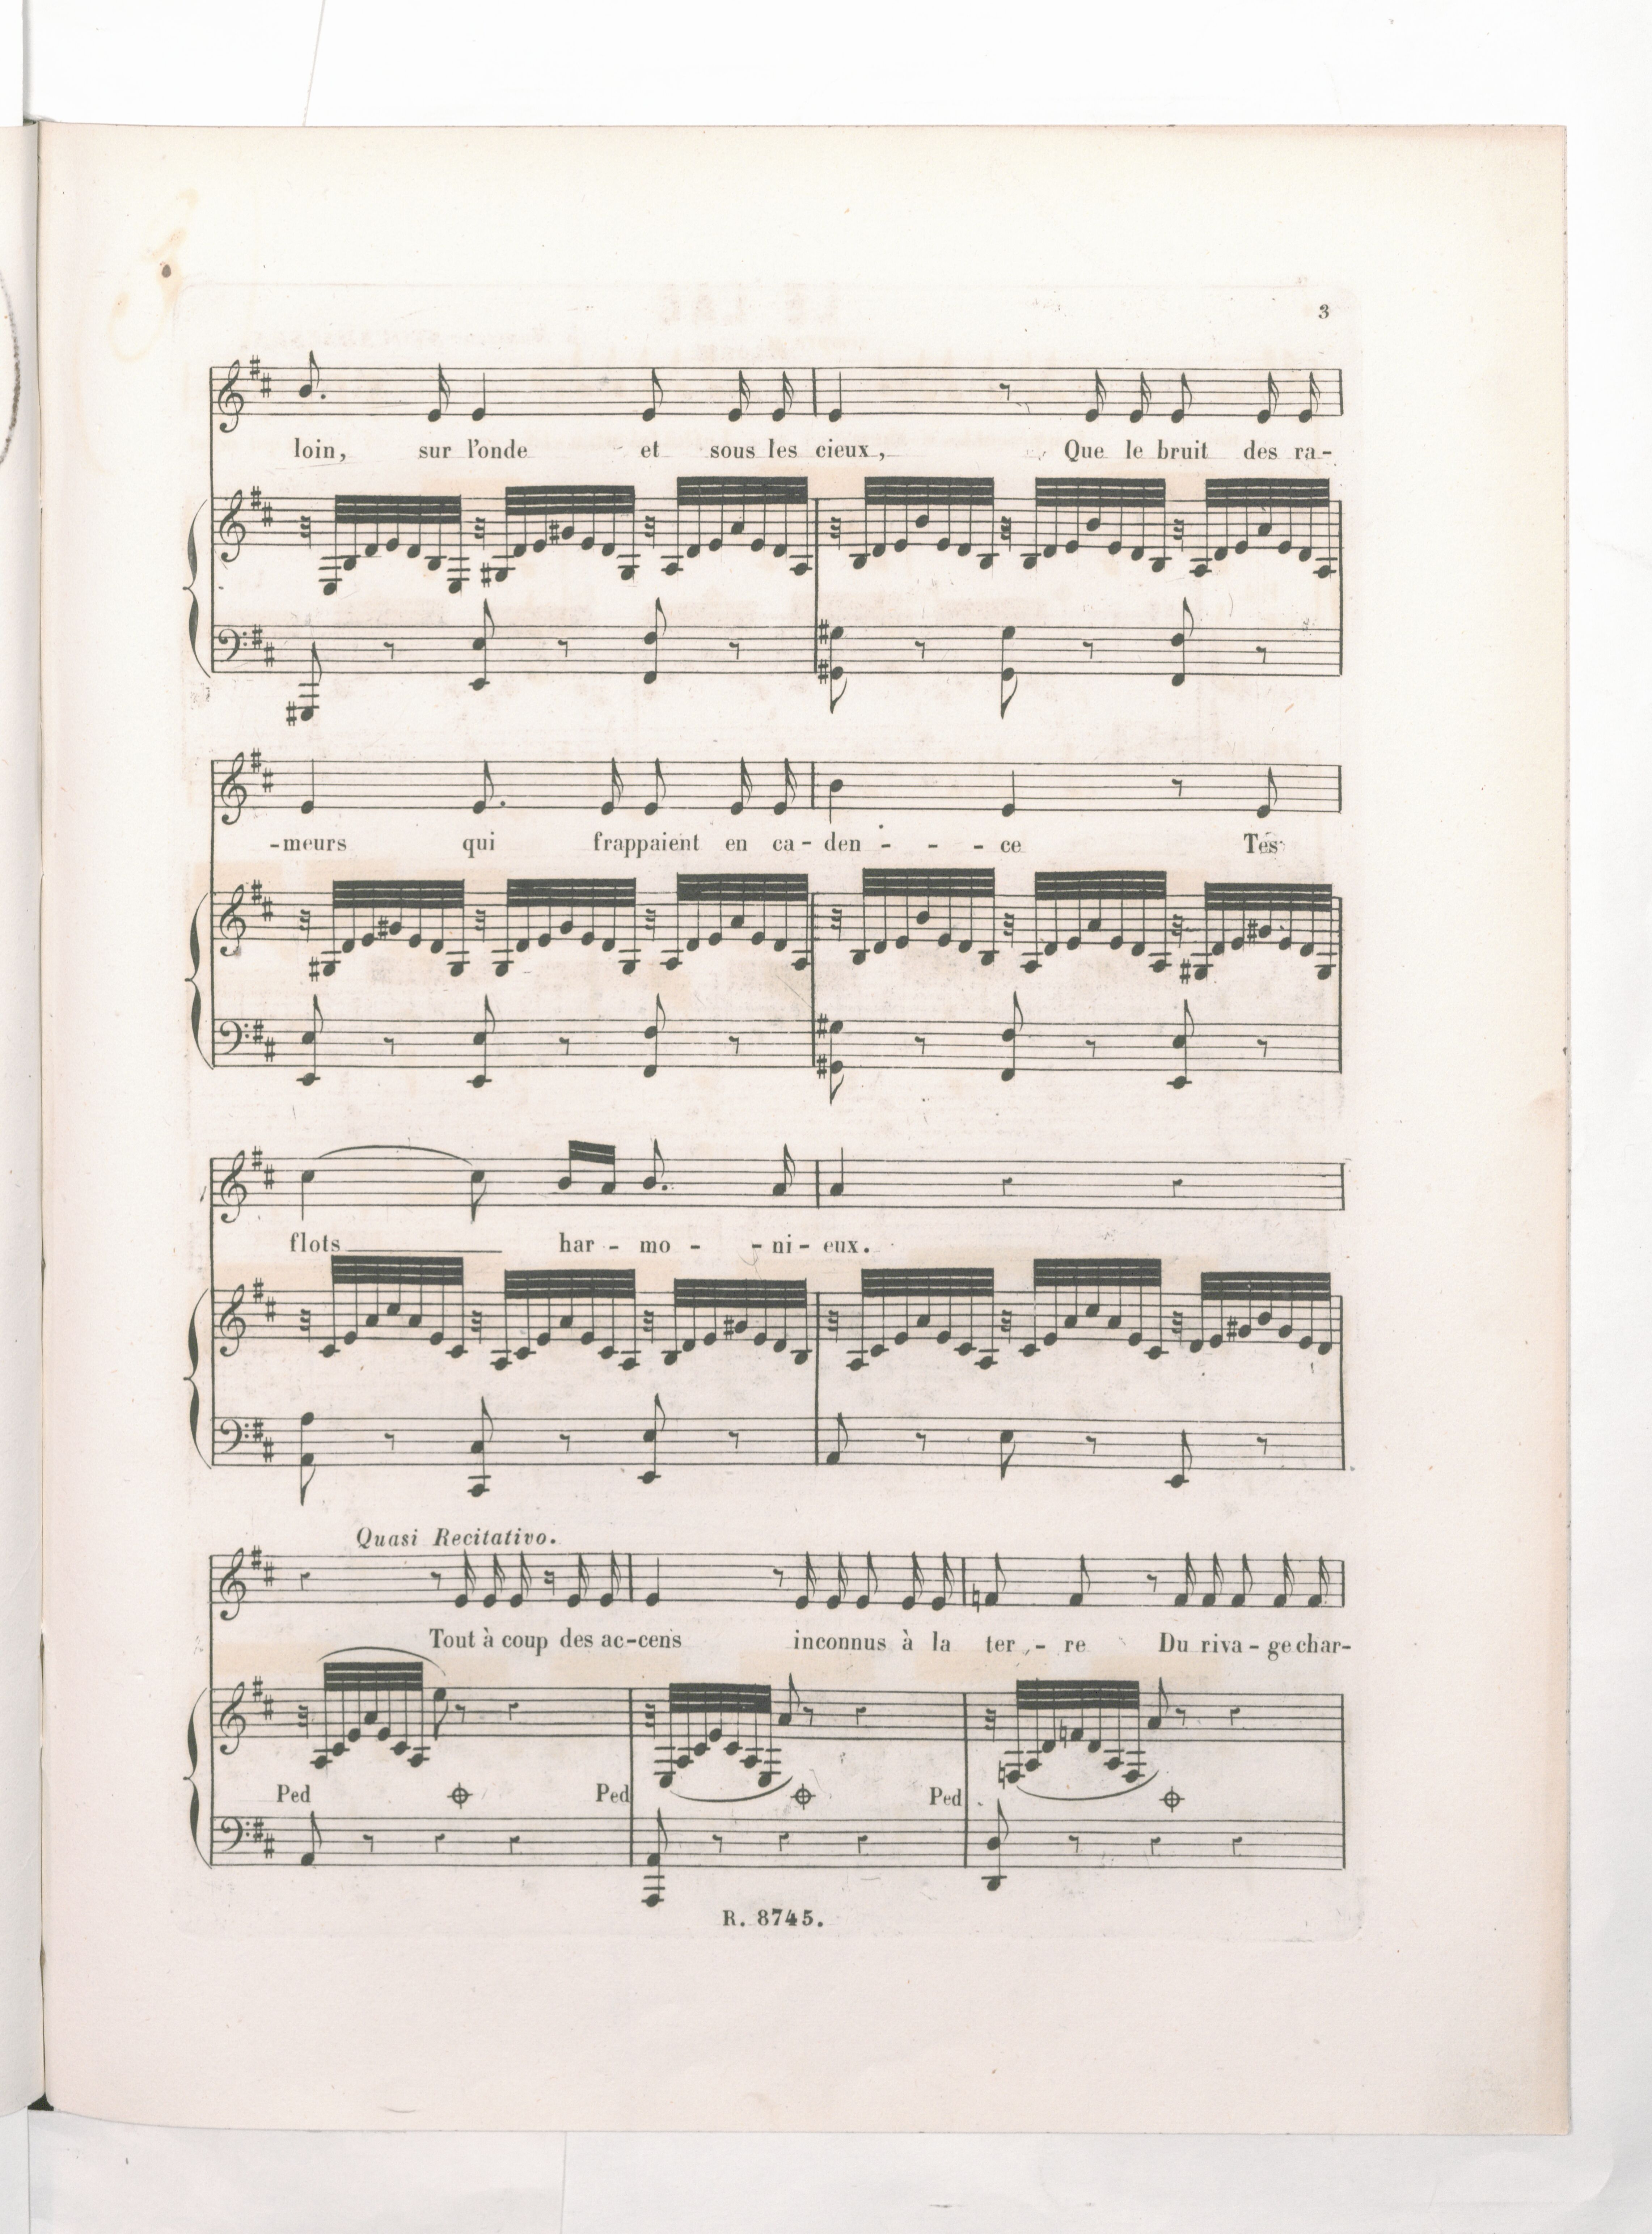 3
loin, sur l'onde et sous les cieux, Que le bruit des ra-
-meurs qui frappaient en ca-den - - - ce Tes
flots har - mo - - ni - eux.
Quasi Recitativo.
Tout à coup des ac-cens inconnus à la ter - re Du riva-ge char-
Ped Ped Ped
R. 8745.